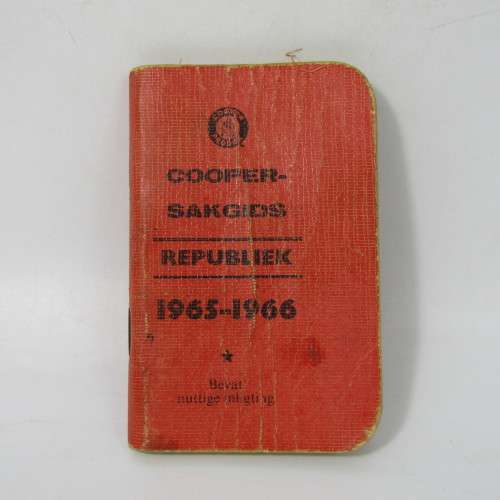 COOPER-
SAKGIDS
REPUBLIEK
1965-1966
Bevat
nuttige inligting